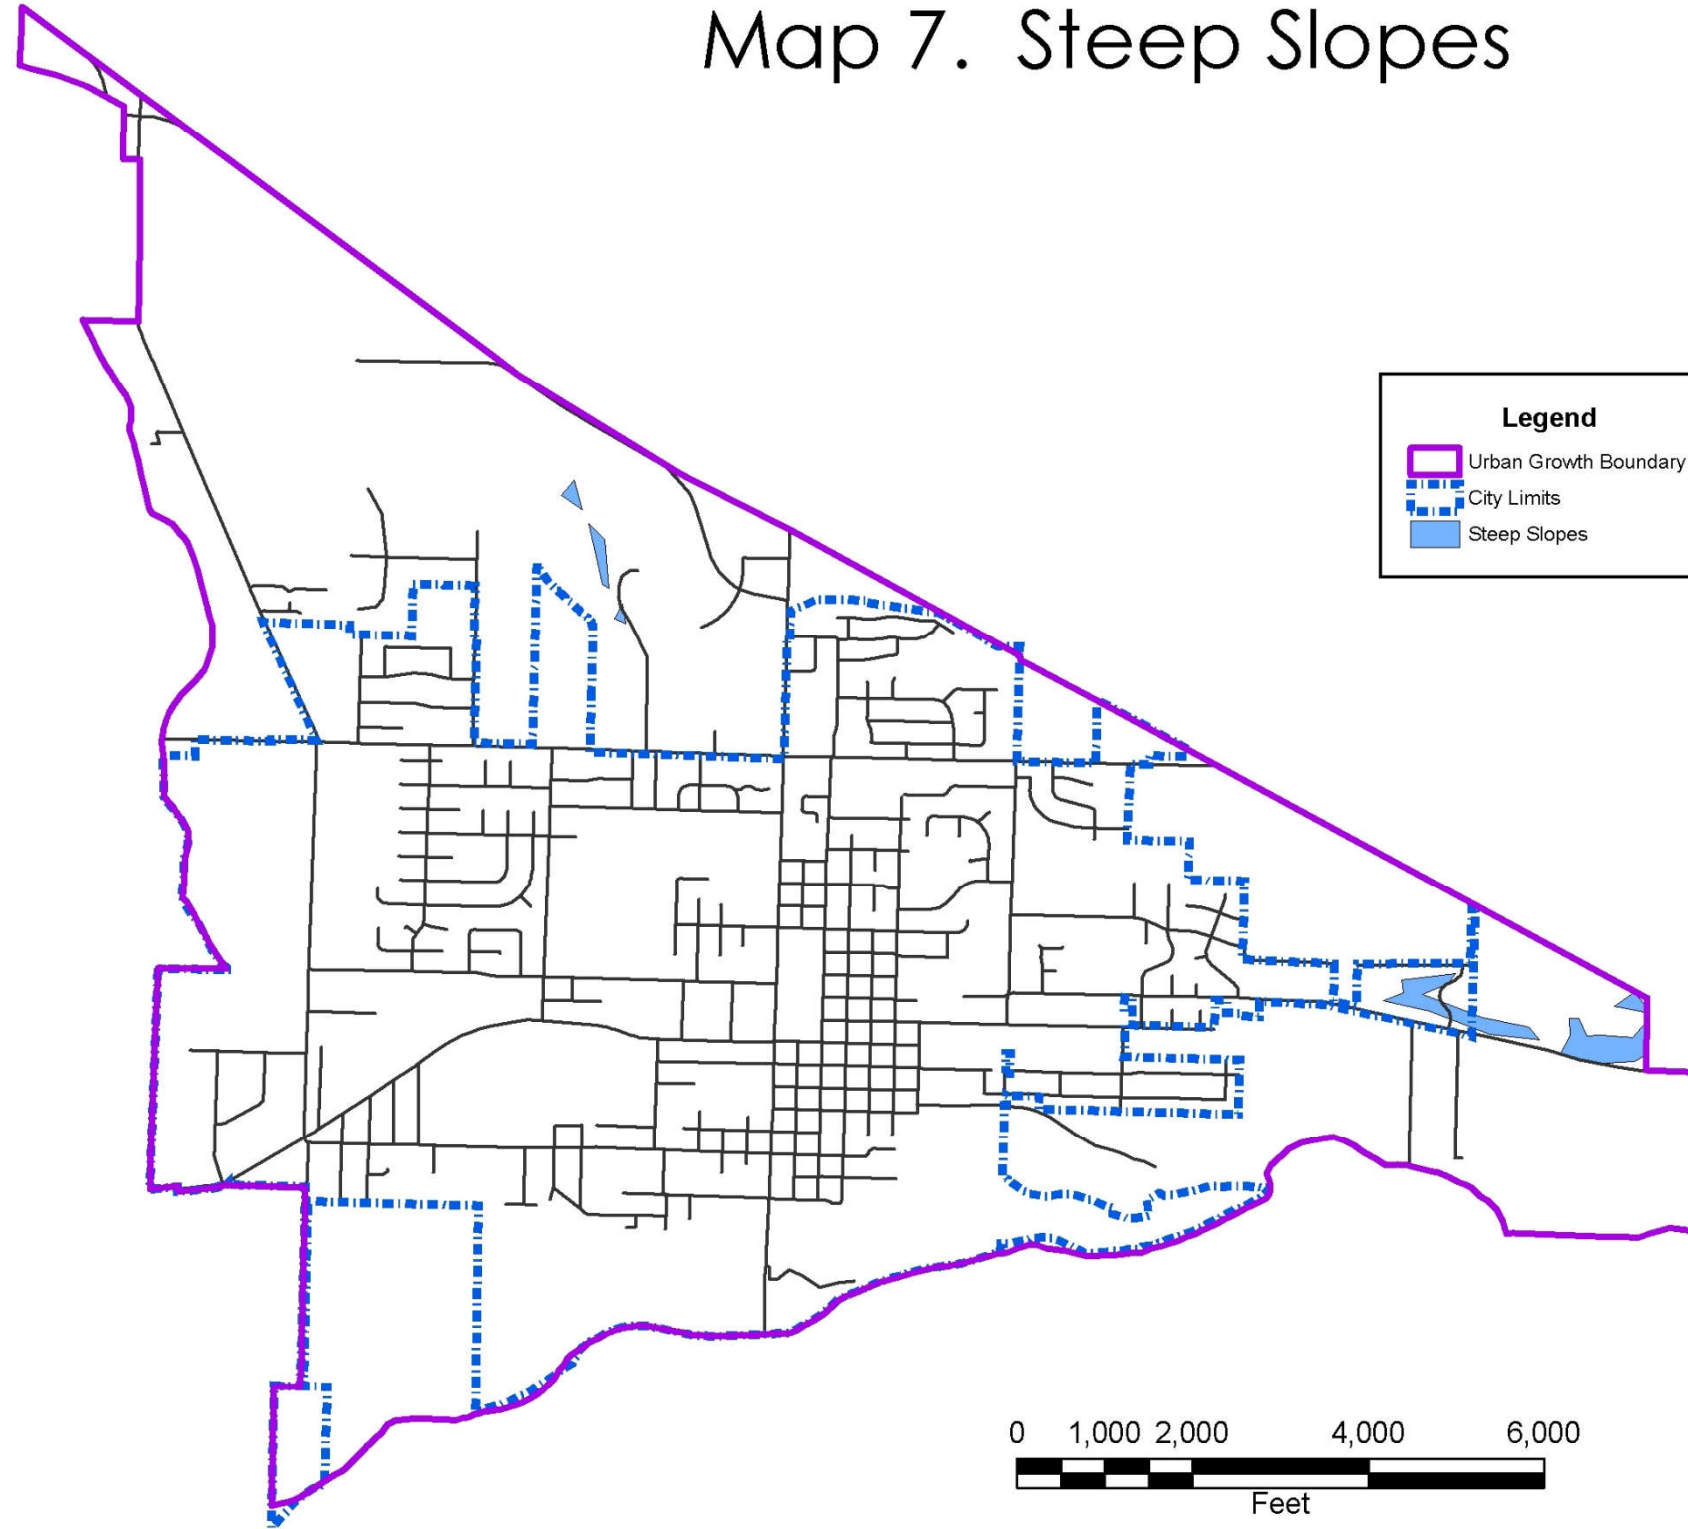 Map 7. Steep Slopes
Legend
Urban Growth Boundary
City Limits
Steep Slopes
0 1,000 2,000 4,000 6,000
Feet